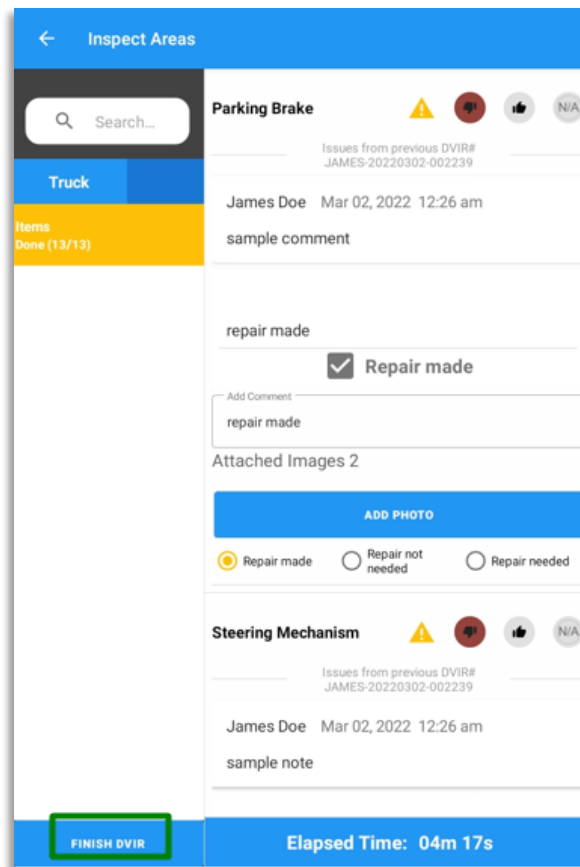 Inspect Areas
Search...
Truck
Items
Done (13/13)
FINISH DVIR
Parking Brake
N/A
Issues from previous DVIR#
JAMES-20220302-002239
James Doe Mar 02, 2022 12:26 am
sample comment
repair made
Repair made
Add Comment
repair made
Attached Images 2
ADD PHOTO
Repair made
Repair not
needed
Repair needed
Steering Mechanism
N/A
Issues from previous DVIR#
JAMES-20220302-002239
James Doe Mar 02, 2022 12:26 am
sample note
Elapsed Time: 04m 17s